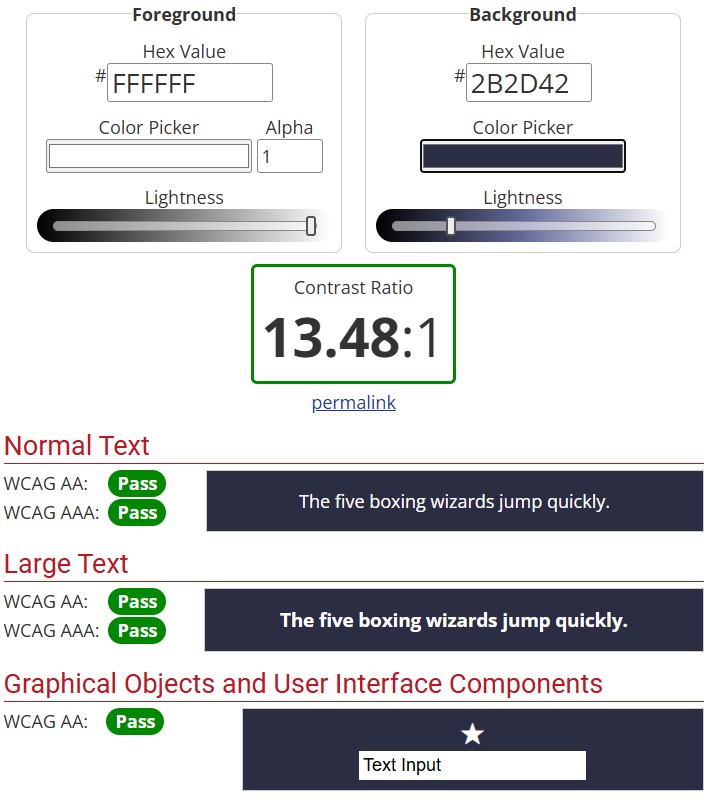 Foreground
Background
Hex Value
Hex Value
#FFFFFF
#2B2D42
Color Picker
Alpha
Color Picker
1
Lightness
Lightness
Contrast Ratio
13.48:1
permalink
Normal Text
WCAG AA: Pass
WCAG AAA: Pass
The five boxing wizards jump quickly.
Large Text
WCAG AA: Pass
WCAG AAA: Pass
The five boxing wizards jump quickly.
Graphical Objects and User Interface Components
WCAG AA: Pass
Text Input